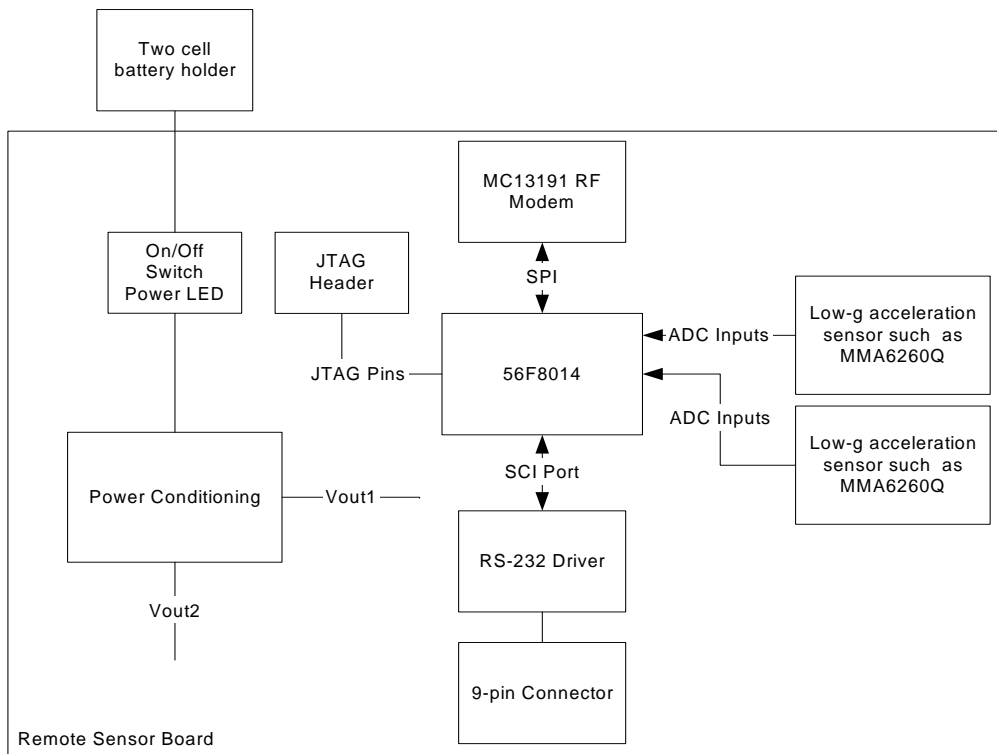 Two cell
battery holder
MC13191 RF
Modem
On/Off
Switch
Power LED
JTAG
Header
SPI
Low-g acceleration
sensor such as
MMA6260Q
ADC Inputs
JTAG Pins
56F8014
ADC Inputs
Low-g acceleration
sensor such as
MMA6260Q
SCI Port
Power Conditioning
Vout1
RS-232 Driver
Vout2
9-pin Connector
Remote Sensor Board